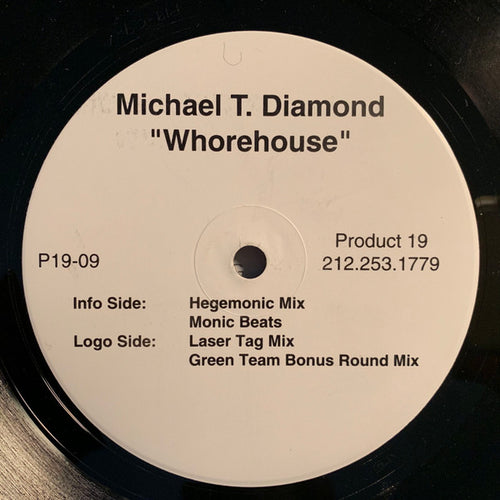 Michael T. Diamond
"Whorehouse"
P19-09
Product 19
212.253.1779
Info Side: Hegemonic Mix
Monic Beats
Logo Side: Laser Tag Mix
Green Team Bonus Round Mix